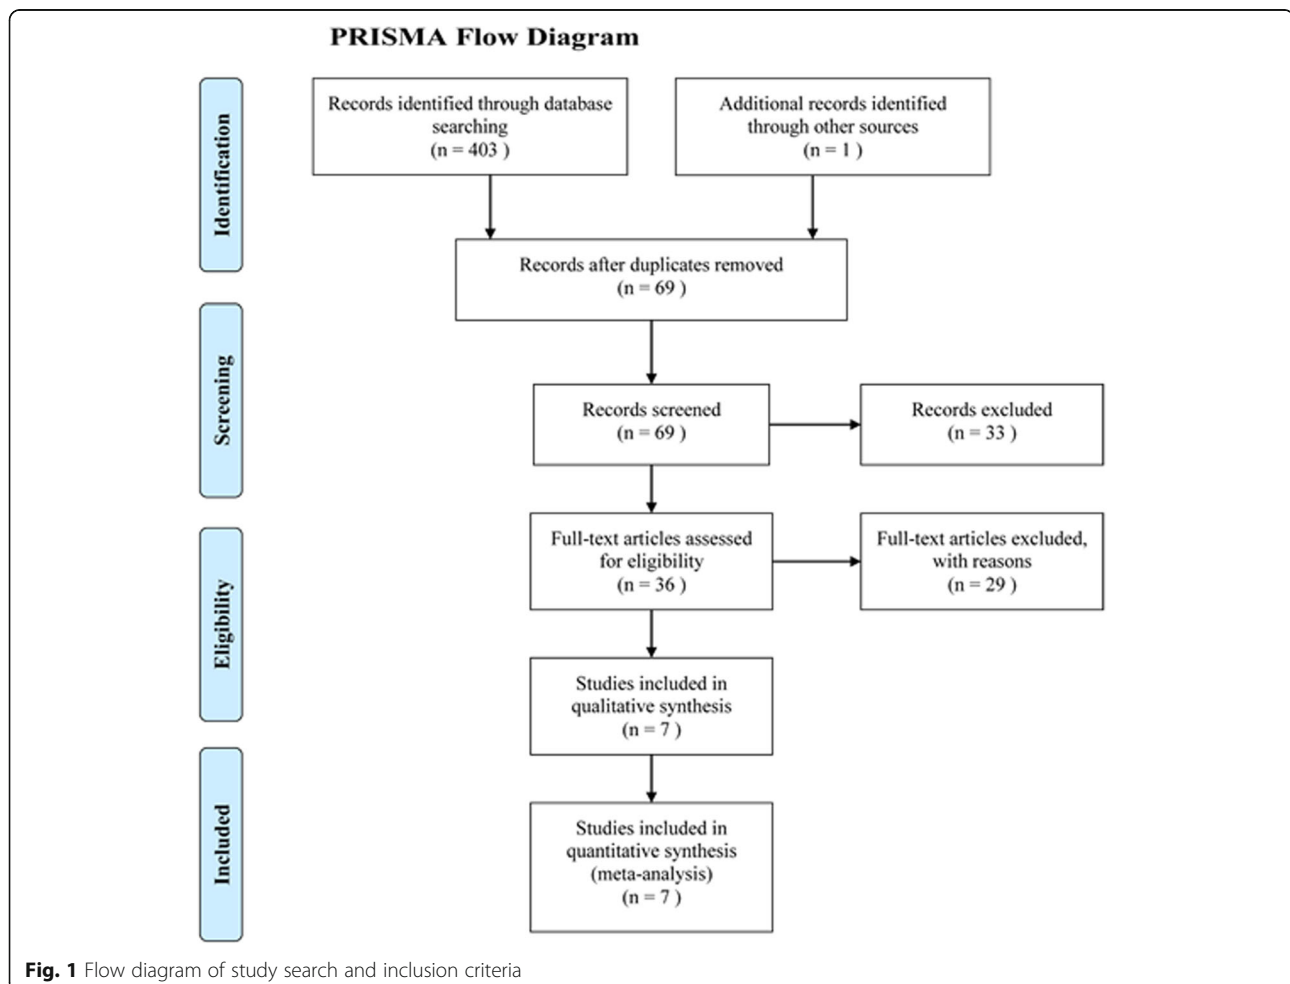 PRISMA Flow Diagram
Identification
Records identified through database
searching
(n = 403 )
Additional records identified
through other sources
(n = 1 )
Records after duplicates removed
(n = 69 )
Screening
Records screened
(n = 69 )
Records excluded
(n = 33 )
Eligibility
Full-text articles assessed
for eligibility
(n = 36 )
Full-text articles excluded,
with reasons
(n = 29 )
Studies included in
qualitative synthesis
(n = 7 )
Included
Studies included in
quantitative synthesis
(meta-analysis)
(n = 7 )
Fig. 1 Flow diagram of study search and inclusion criteria